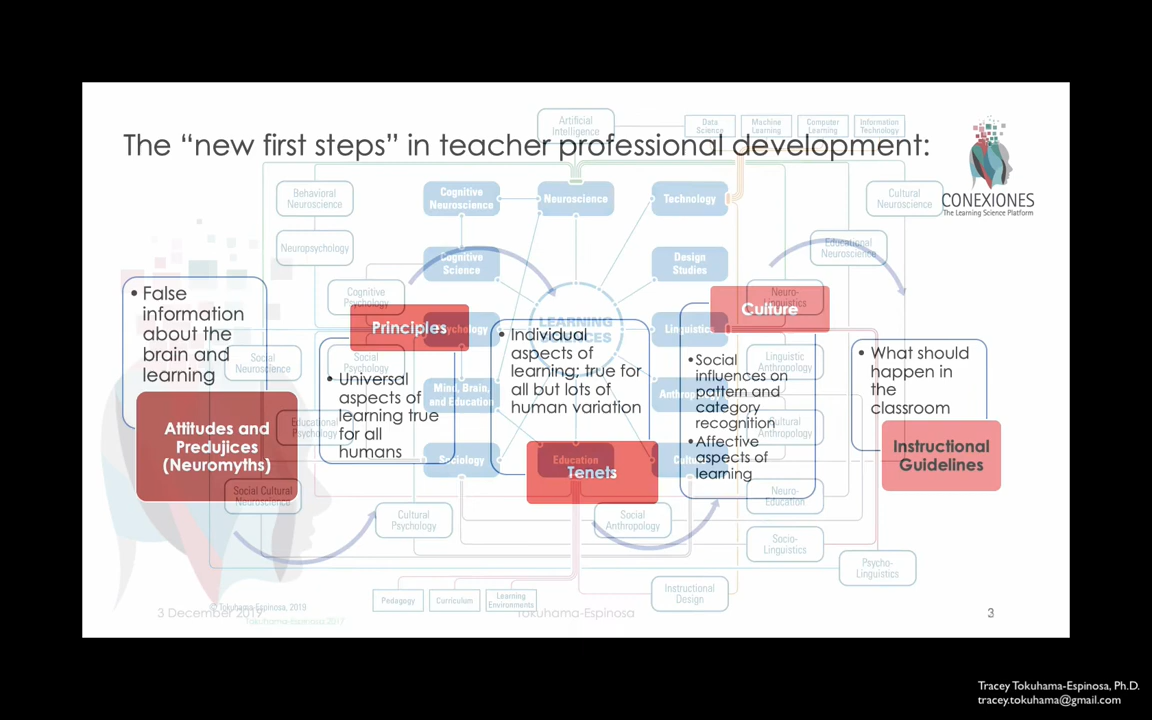 Artificial
Intelligence
Data
Science
Machine
Learning
Computer
Learning
Information
Technology
The “new first steps” in teacher professional development:
CONEXIONES
The Learning Science Platform
Behavioral
Neuroscience
Cognitive
Neuroscience
Neuroscience
Technology
Cultural
Neuroscience
Neuropsychology
Cognitive
Science
Design
Studies
Educational
Neuroscience
Cognitive
Psychology
LEARNING
SCIENCES
Neuro-
Linguistics
• False
information
about the
brain and
learning
Attitudes and
Predujices
(Neuromyths)
Principles
Psychology
• Universal
aspects of
learning true
for all
humans
• Individual
aspects of
learning; true for
all but lots of
human variation
Tenets
Culture
Linguistics
•Social
influences on
pattern and
category
recognition
•Affective
aspects of
learning
• What should
happen in
the
classroom
Instructional
Guidelines
Social
Neuroscience
Social
Psychology
Linguistic
Anthropology
Mind, Brain,
and Education
Educational
Psychology
Cultural
Anthropology
Sociology
Education
Social Cultural
Neuroscience
Neuro-
Education
Cultural
Psychology
Social
Anthropology
Socio-
Linguistics
Psycho-
Linguistics
Pedagogy
Curriculum
Learning
Environments
Instructional
Design
© Tokuhama-Espinosa, 2019
3 December 2019
Tokuhama-Espinosa 2017
Tokuhama-Espinosa
3
Tracey Tokuhama-Espinosa, Ph.D.
tracey.tokuhama@gmail.com